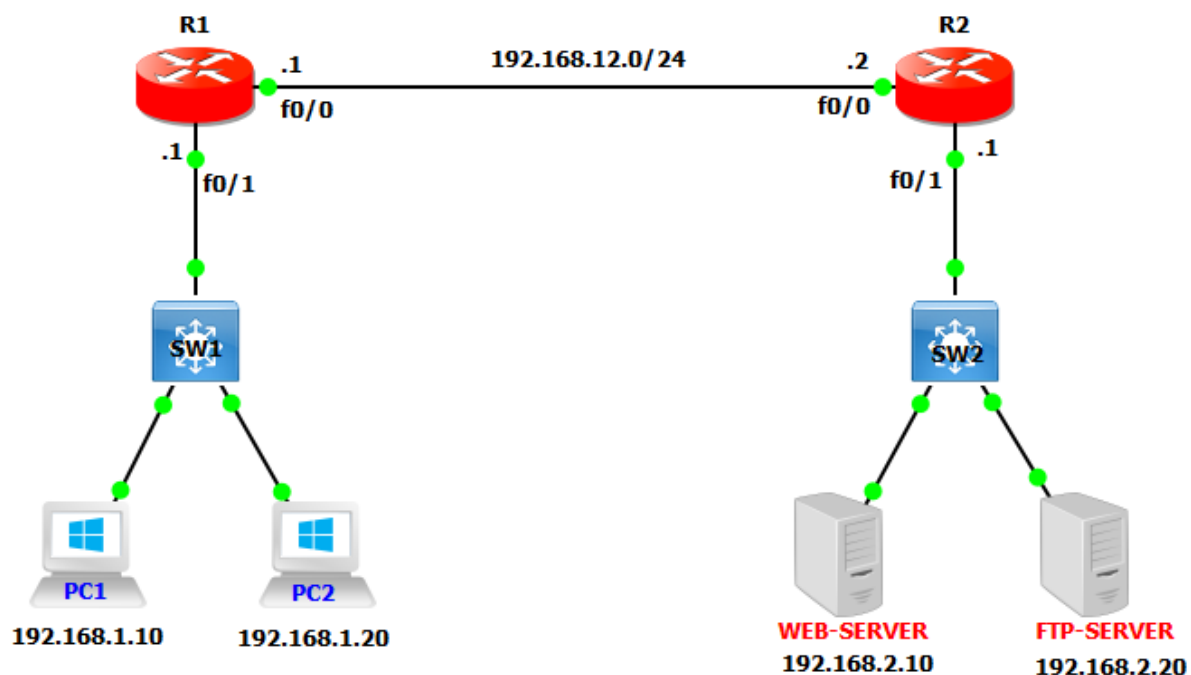 R1
R2
.1
192.168.12.0/24
.2
f0/0
f0/0
.1
.1
f0/1
f0/1
SW1
SW2
PC1
PC2
192.168.1.10
192.168.1.20
WEB-SERVER
FTP-SERVER
192.168.2.10
192.168.2.20